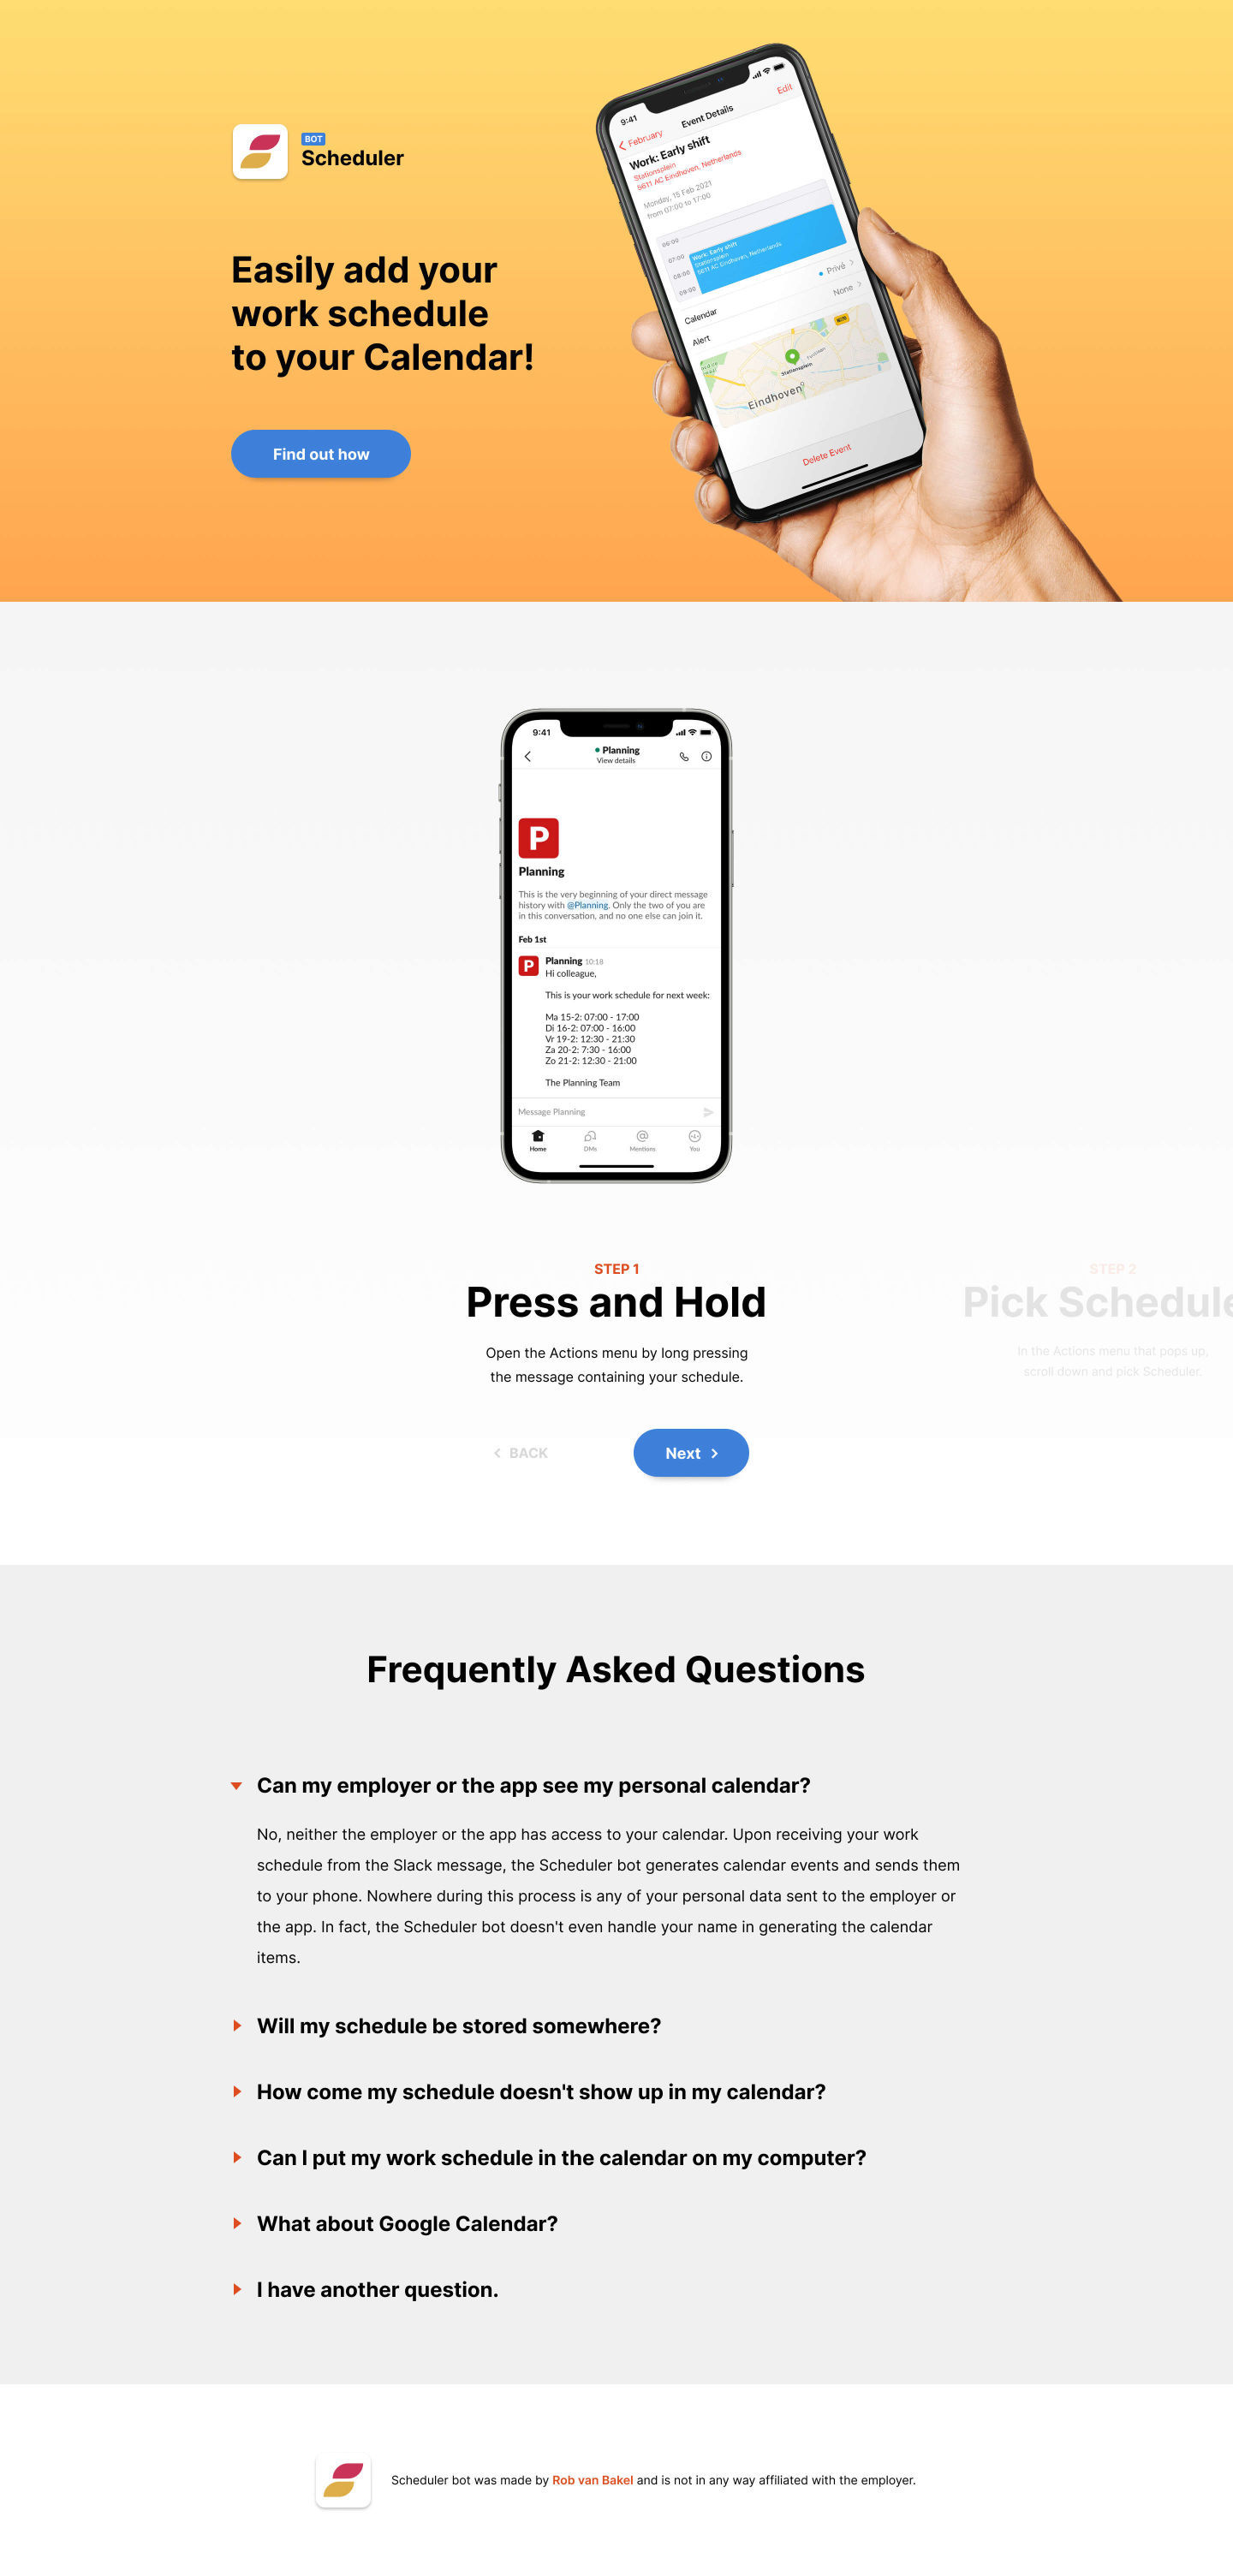 BOT
Scheduler
Easily add your
work schedule
to your Calendar!
Find out how
9:41
February
Event Details
Edit
Work: Early shift
Stationsplein
5611 AC Eindhoven, Netherlands
Monday, 15 Feb 2021
from 07:00 to 17:00
06:00
07:00
08:00
09:00
Work: Early shift
Stationsplein
5611 AC Eindhoven, Netherlands
Calendar
Privé
Alert
None
Stationsplein
Eindhoven
Delete Event
9:41
Planning
View details
P
Planning
This is the very beginning of your direct message
history with @Planning. Only the two of you are
in this conversation, and no one else can join it.
Feb 1st
P
Planning 10:18
Hi colleague,
This is your work schedule for next week:
Ma 15-2: 07:00 - 17:00
Di 16-2: 07:00 - 16:00
Vr 19-2: 12:30 - 21:30
Za 20-2: 7:30 - 16:00
Zo 21-2: 12:30 - 21:00
The Planning Team
Message Planning
Home
DMs
Mentions
You
STEP 1
Press and Hold
Open the Actions menu by long pressing
the message containing your schedule.
STEP 2
Pick Schedule
In the Actions menu that pops up,
scroll down and pick Scheduler.
BACK
Next
Frequently Asked Questions
Can my employer or the app see my personal calendar?
No, neither the employer or the app has access to your calendar. Upon receiving your work
schedule from the Slack message, the Scheduler bot generates calendar events and sends them
to your phone. Nowhere during this process is any of your personal data sent to the employer or
the app. In fact, the Scheduler bot doesn't even handle your name in generating the calendar
items.
Will my schedule be stored somewhere?
How come my schedule doesn't show up in my calendar?
Can I put my work schedule in the calendar on my computer?
What about Google Calendar?
I have another question.
Scheduler bot was made by Rob van Bakel and is not in any way affiliated with the employer.